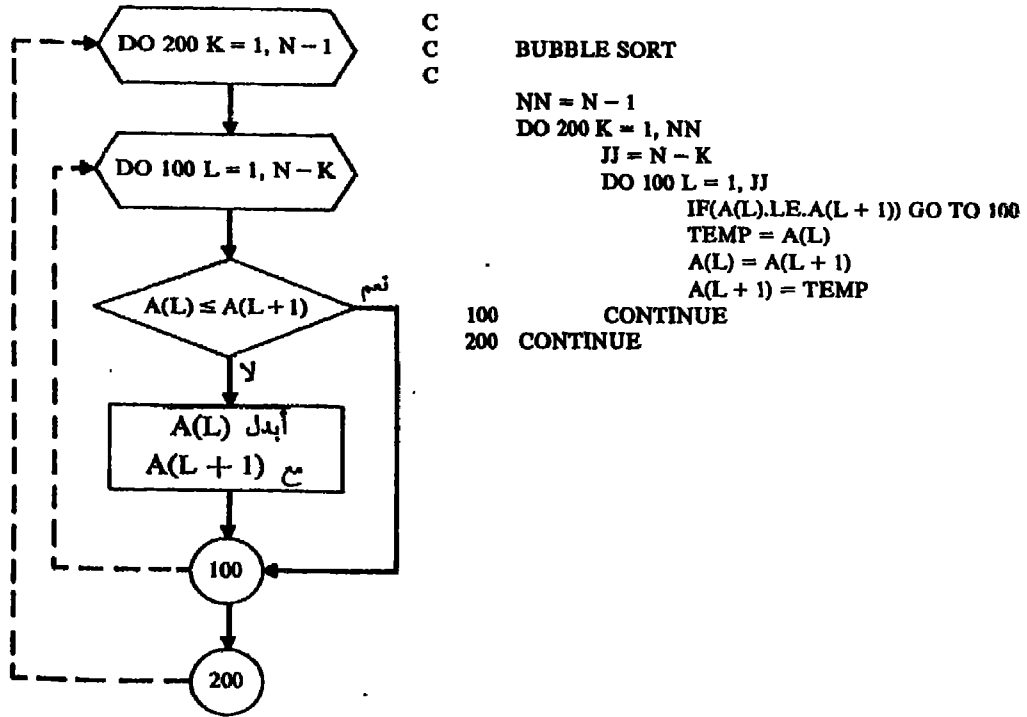 DO 200 K = 1, N - 1
DO 100 L = 1, N - K
A(L) ≤ A(L + 1)
نعم
لا
أبدل A(L)
مع A(L + 1)
100
200
C
C BUBBLE SORT
C
NN = N - 1
DO 200 K = 1, NN
JJ = N - K
DO 100 L = 1, JJ
IF(A(L).LE.A(L + 1)) GO TO 100
TEMP = A(L)
A(L) = A(L + 1)
A(L + 1) = TEMP
100 CONTINUE
200 CONTINUE